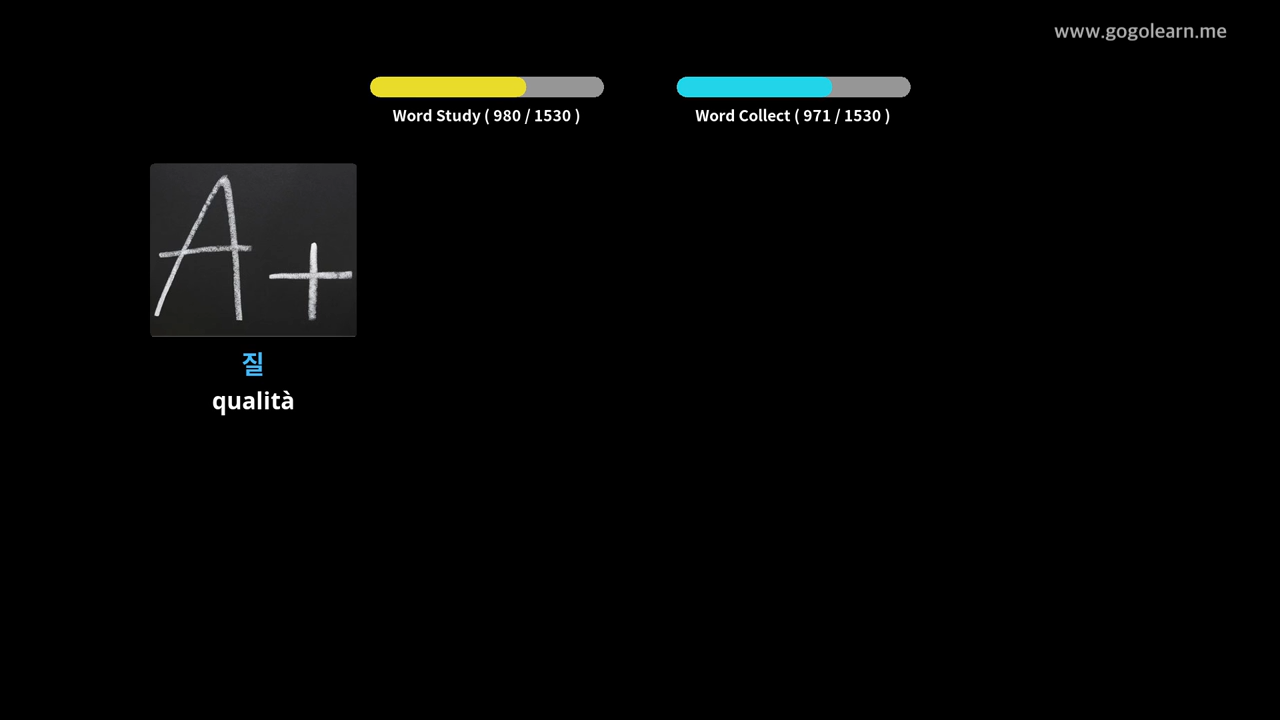 www.gogolearn.me
Word Study ( 980 / 1530 )
Word Collect ( 971 / 1530 )
A+
질
qualità